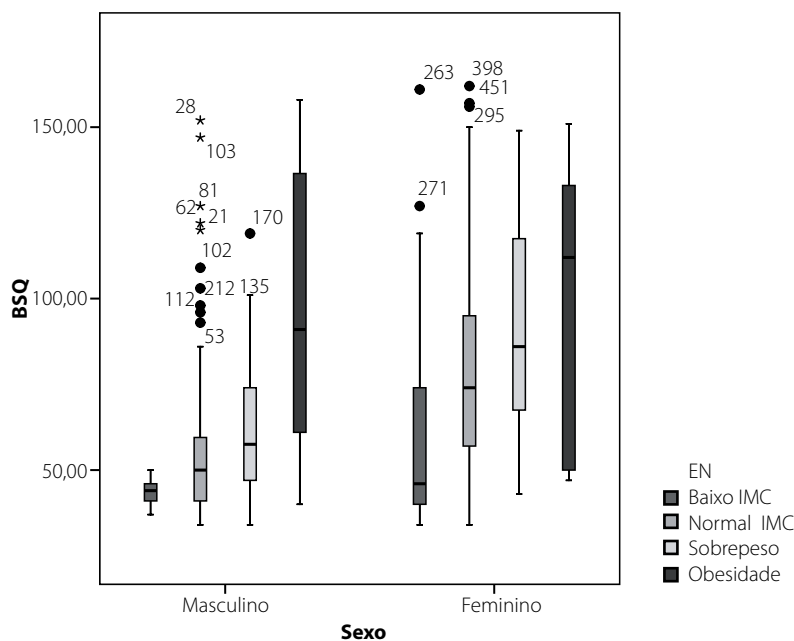 BSQ
150,00
100,00
50,00
28
103
81
62
21
102
112
212
53
170
135
263
271
398
451
295
Masculino
Feminino
Sexo
EN
Baixo IMC
Normal IMC
Sobrepeso
Obesidade